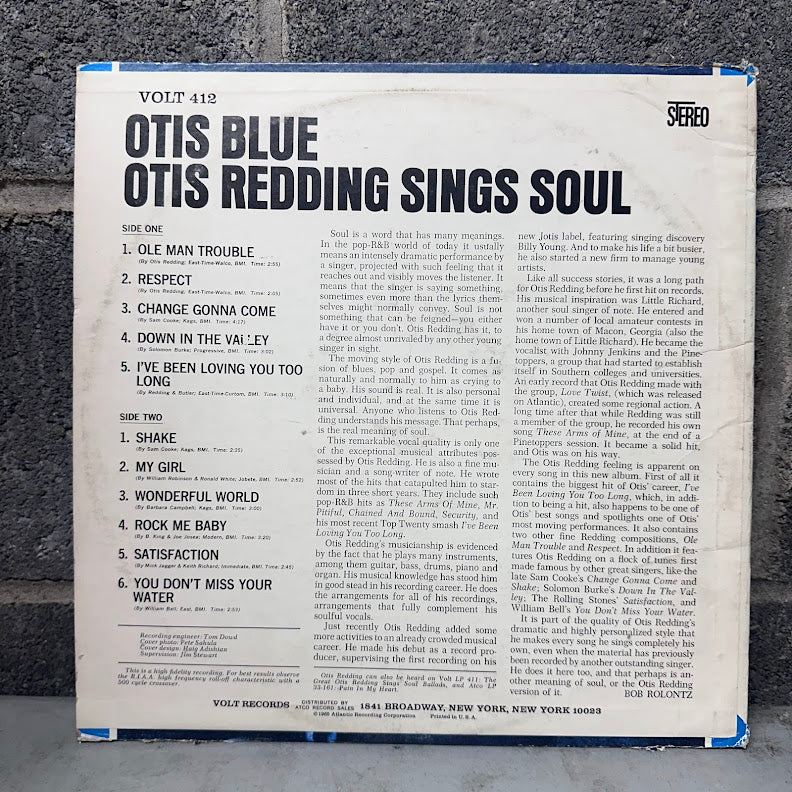 VOLT 412
STEREO
OTIS BLUE
OTIS REDDING SINGS SOUL
SIDE ONE
1. OLE MAN TROUBLE
(By Otis Redding; East-Time-Walco, BMI. Time: 2:55)
2. RESPECT
(By Otis Redding; East-Time-Walco, BMI. Time: 2:05)
3. CHANGE GONNA COME
(By Sam Cooke; Kags, BMI. Time: 4:17)
4. DOWN IN THE VALLEY
(By Solomon Burke; Progressive, BMI. Time: 3:02)
5. I'VE BEEN LOVING YOU TOO
LONG
(By Redding & Butler; East-Time-Curtom, BMI. Time: 3:10)
SIDE TWO
1. SHAKE
(By Sam Cooke; Kags, BMI. Time: 2:35)
2. MY GIRL
(By William Robinson & Ronald White; Jobete, BMI. Time: 2:52)
3. WONDERFUL WORLD
(By Barbara Campbell; Kags, BMI. Time: 3:00)
4. ROCK ME BABY
(By B. King & Joe Josea; Modern, BMI. Time: 3:20)
5. SATISFACTION
(By Mick Jagger & Keith Richard; Immediate, BMI. Time: 2:45)
6. YOU DON'T MISS YOUR
WATER
(By William Bell; East, BMI. Time: 2:53)
Recording engineer: Tom Dowd
Cover photo: Pete Sahula
Cover design: Haig Adishian
Supervision: Jim Stewart
This is a high fidelity recording. For best results observe
the R.I.A.A. high frequency roll-off characteristic with a
500 cycle crossover.
Soul is a word that has many meanings.
In the pop-R&B world of today it ustally
means an intensely dramatic performance by
a singer, projected with such feeling that it
reaches out and visibly moves the listener. It
means that the singer is saying something,
sometimes even more than the lyrics them-
selves might normally convey. Soul is not
something that can be feigned—you either
have it or you don't. Otis Redding has it, to
a degree almost unrivaled by any other young
singer in sight.
The moving style of Otis Redding is a fu-
sion of blues, pop and gospel. It comes as
naturally and normally to him as crying to
a baby. His sound is real. It is also personal
and individual, and at the same time it is
universal. Anyone who listens to Otis Red-
ding understands his message. That perhaps,
is the real meaning of soul.
This remarkable vocal quality is only one
of the exceptional musical attributes pos-
sessed by Otis Redding. He is also a fine mu-
sician and a song-writer of note. He wrote
most of the hits that catapulted him to star-
dom in three short years. They include such
pop-R&B hits as These Arms Of Mine, Mr.
Pitiful, Chained And Bound, Security, and
his most recent Top Twenty smash I've Been
Loving You Too Long.
Otis Redding's musicianship is evidenced
by the fact that he plays many instruments,
among them guitar, bass, drums, piano and
organ. His musical knowledge has stood him
in good stead in his recording career. He does
the arrangements for all of his recordings,
arrangements that fully complement his
soulful vocals.
Just recently Otis Redding added some
more activities to an already crowded musical
career. He made his debut as a record pro-
ducer, supervising the first recording on his
Otis Redding can also be heard on Volt LP 411: The
Great Otis Redding Sings Soul Ballads, and Atco LP
33-161: Pain In My Heart.
new Jotis label, featuring singing discovery
Billy Young. And to make his life a bit busier,
he also started a new firm to manage young
artists.
Like all success stories, it was a long path
for Otis Redding before he first hit on records.
His musical inspiration was Little Richard,
another soul singer of note. He entered and
won a number of local amateur contests in
his home town of Macon, Georgia (also the
home town of Little Richard). He became the
vocalist with Johnny Jenkins and the Pine-
toppers, a group that had started to establish
itself in Southern colleges and universities.
An early record that Otis Redding made with
the group, Love Twist, (which was released
on Atlantic), created some regional action. A
long time after that while Redding was still
a member of the group, he recorded his own
song These Arms of Mine, at the end of a
Pinetoppers session. It became a solid hit,
and Otis was on his way.
The Otis Redding feeling is apparent on
every song in this new album. First of all it
contains the biggest hit of Otis' career, I've
Been Loving You Too Long, which, in addi-
tion to being a hit, also happens to be one of
Otis' best songs and spotlights one of Otis'
most moving performances. It also contains
two other fine Redding compositions, Ole
Man Trouble and Respect. In addition it fea-
tures Otis Redding on a flock of tunes first
made famous by other great singers, like the
late Sam Cooke's Change Gonna Come and
Shake; Solomon Burke's Down In The Val-
ley; The Rolling Stones' Satisfaction, and
William Bell's You Don't Miss Your Water.
It is part of the quality of Otis Redding's
dramatic and highly personalized style that
he makes every song he sings completely his
own, even when the material has previously
been recorded by another outstanding singer.
He does it here too, and that perhaps is an-
other meaning of soul, or the Otis Redding
version of it. BOB ROLONTZ
VOLT RECORDS DISTRIBUTED BY ATCO RECORD SALES 1841 BROADWAY, NEW YORK, NEW YORK 10023
©1965 Atlantic Recording Corporation Printed in U.S.A.